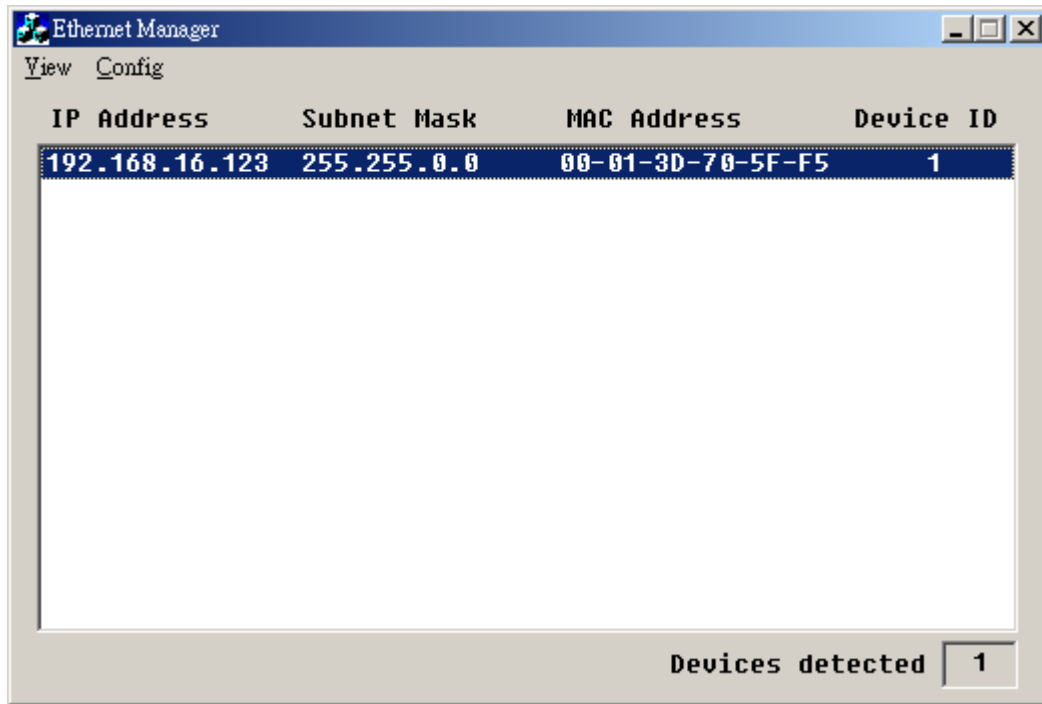 Ethernet Manager
View Config
IP Address Subnet Mask MAC Address Device ID
192.168.16.123 255.255.0.0 00-01-3D-70-5F-F5 1
Devices detected 1